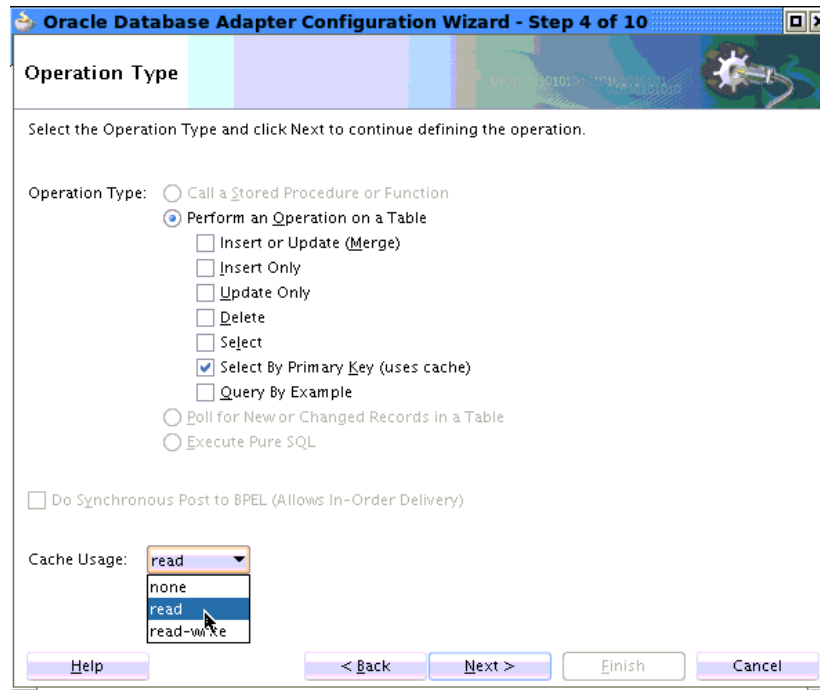 Oracle Database Adapter Configuration Wizard - Step 4 of 10
Operation Type
Select the Operation Type and click Next to continue defining the operation.
Operation Type: Call a Stored Procedure or Function
Perform an Operation on a Table
Insert or Update (Merge)
Insert Only
Update Only
Delete
Select
Select By Primary Key (uses cache)
Query By Example
Poll for New or Changed Records in a Table
Execute Pure SQL
Do Synchronous Post to BPEL (Allows In-Order Delivery)
Cache Usage: read
none
read
read-write
Help < Back Next > Finish Cancel